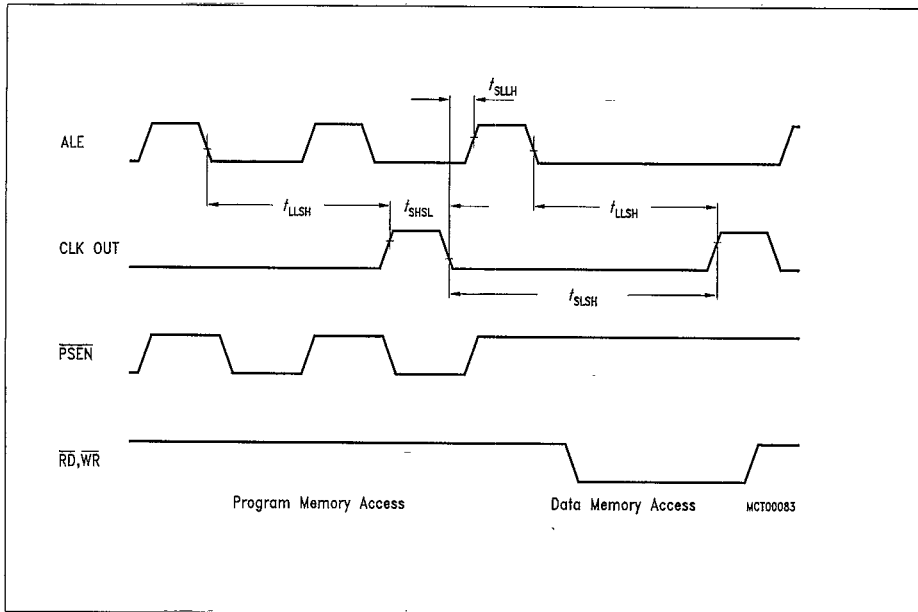 tSLLH
ALE
tLLSH
tSHSL
tLLSH
CLK OUT
tSLSH
PSEN
RD,WR
Program Memory Access
Data Memory Access
MCT00083